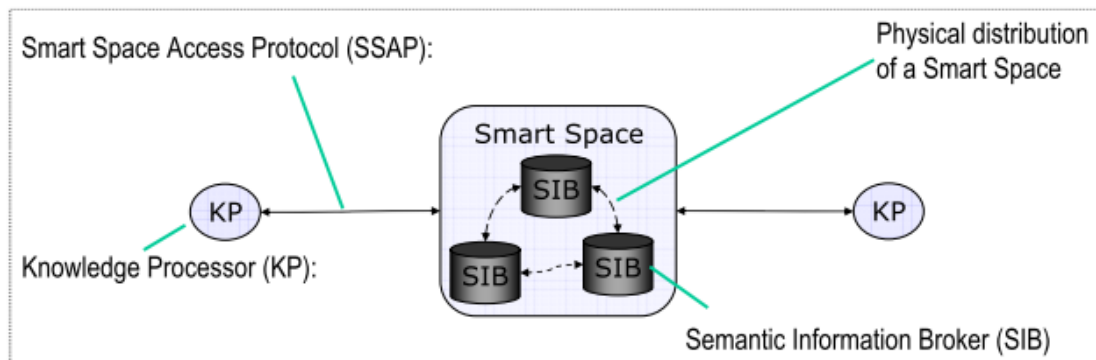 Smart Space Access Protocol (SSAP):
Physical distribution
of a Smart Space
Smart Space
SIB
KP
KP
SIB
SIB
Knowledge Processor (KP):
Semantic Information Broker (SIB)